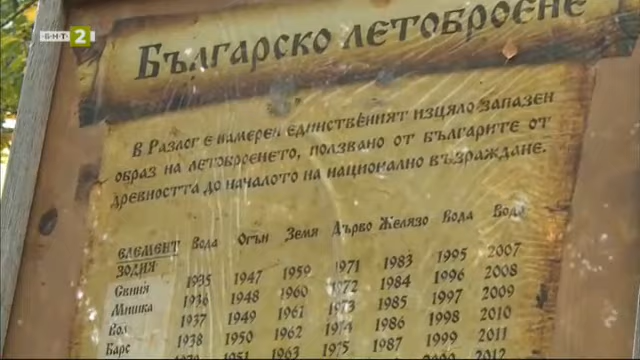 БНТ 2
Българско летоброене
В Разлог е намерен единственият изцяло запазен
образ на летоброенето, ползвано от българите от
древността до началото на национално възраждане.
ЕЛЕМЕНТ Вода Огън Земя Дърво Желязо Вода Вода
ЗОДИЯ
Свиня 1935 1947 1959 1971 1983 1995 2007
Мишка 1936 1948 1960 1972 1984 1996 2008
Вол 1937 1949 1961 1973 1985 1997 2009
Барс 1938 1950 1962 1974 1986 1998 2010
1951 1963 1975 1987 1999 2011
2012